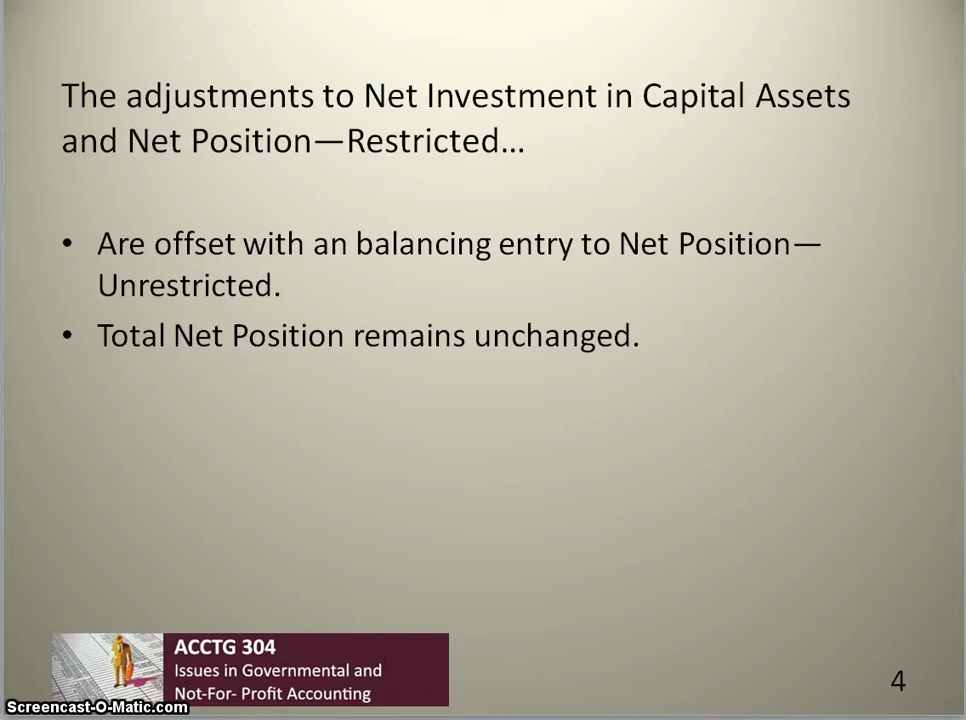 The adjustments to Net Investment in Capital Assets
and Net Position—Restricted...
• Are offset with an balancing entry to Net Position—
Unrestricted.
• Total Net Position remains unchanged.
ACCTG 304
Issues in Governmental and
Not-For- Profit Accounting
4
Screencast-O-Matic.com